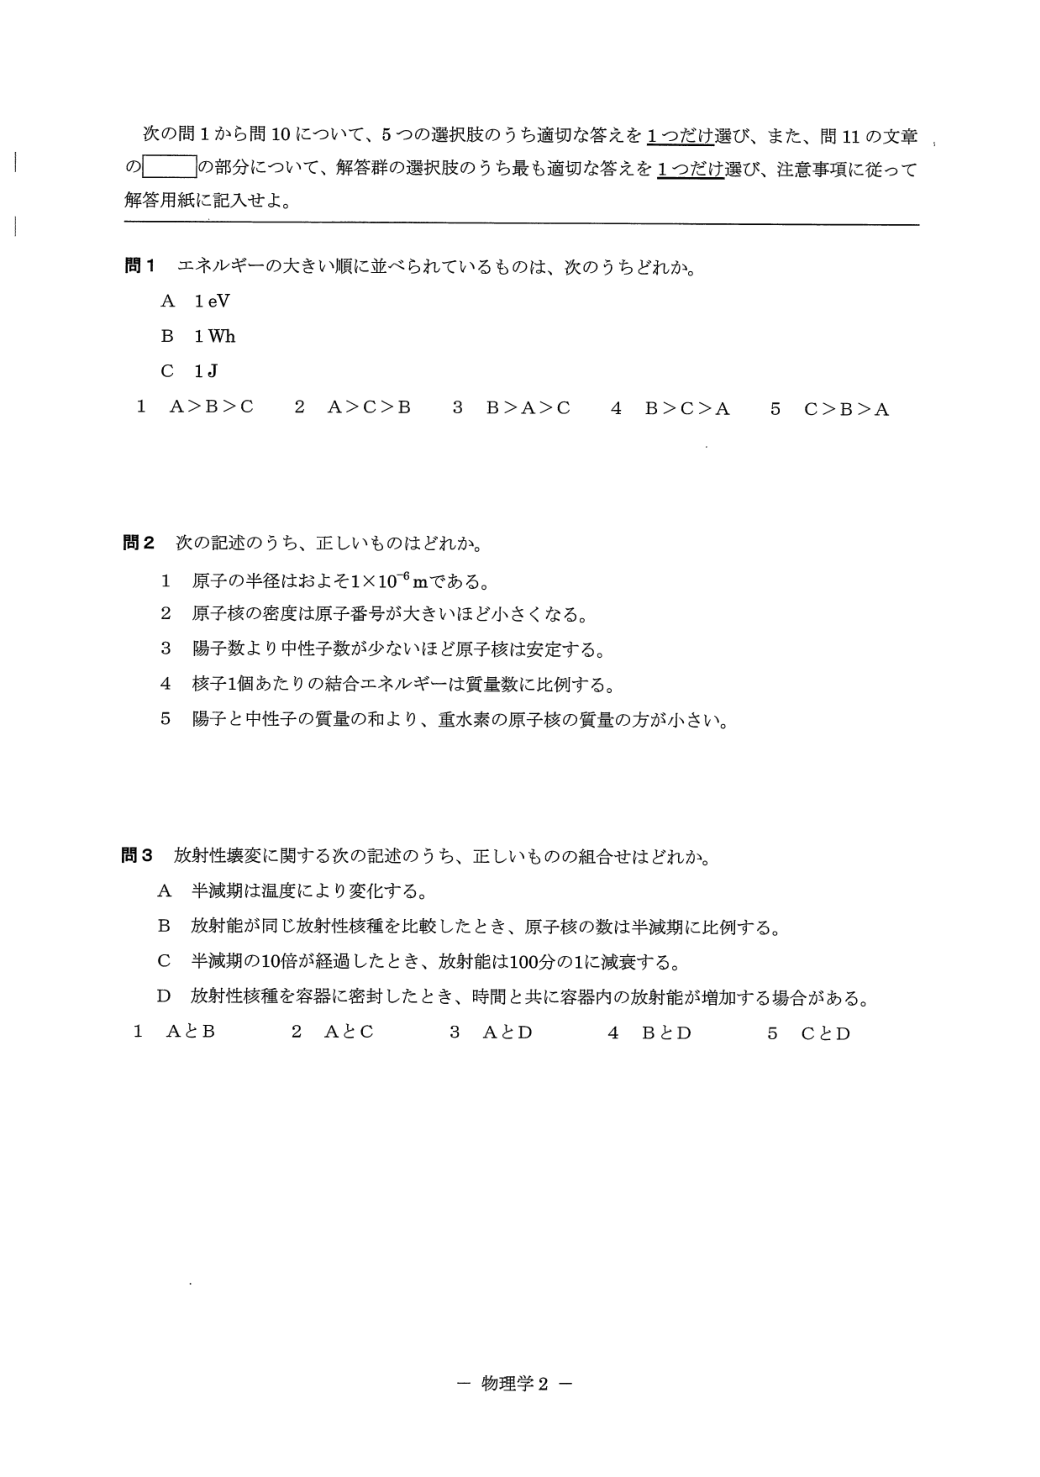 次の問1から問10について、5つの選択肢のうち適切な答えを1つだけ選び、また、問11の文章
の の部分について、解答群の選択肢のうち最も適切な答えを1つだけ選び、注意事項に従って
解答用紙に記入せよ。
問1 エネルギーの大きい順に並べられているものは、次のうちどれか。
A 1 eV
B 1 Wh
C 1 J
1 A＞B＞C 2 A＞C＞B 3 B＞A＞C 4 B＞C＞A 5 C＞B＞A
問2 次の記述のうち、正しいものはどれか。
1 原子の半径はおよそ1×10⁻⁶ mである。
2 原子核の密度は原子番号が大きいほど小さくなる。
3 陽子数より中性子数が少ないほど原子核は安定する。
4 核子1個あたりの結合エネルギーは質量数に比例する。
5 陽子と中性子の質量の和より、重水素の原子核の質量の方が小さい。
問3 放射性壊変に関する次の記述のうち、正しいものの組合せはどれか。
A 半減期は温度により変化する。
B 放射能が同じ放射性核種を比較したとき、原子核の数は半減期に比例する。
C 半減期の10倍が経過したとき、放射能は100分の1に減衰する。
D 放射性核種を容器に密封したとき、時間と共に容器内の放射能が増加する場合がある。
1 AとB 2 AとC 3 AとD 4 BとD 5 CとD
― 物理学2 ―